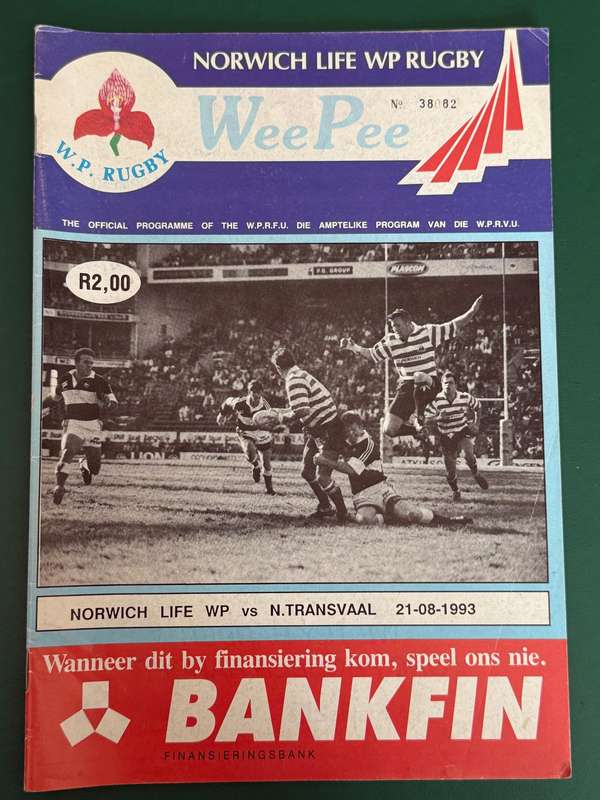 NORWICH LIFE WP RUGBY
WeePee
Nº 38082
W.P. RUGBY
THE OFFICIAL PROGRAMME OF THE W.P.R.F.U. DIE AMPTELIKE PROGRAM VAN DIE W.P.R.V.U.
R2,00
P.G. GROUP
PLASCON
LION
NORWICH LIFE WP vs N.TRANSVAAL 21-08-1993
Wanneer dit by finansiering kom, speel ons nie.
BANKFIN
FINANSIERINGSBANK